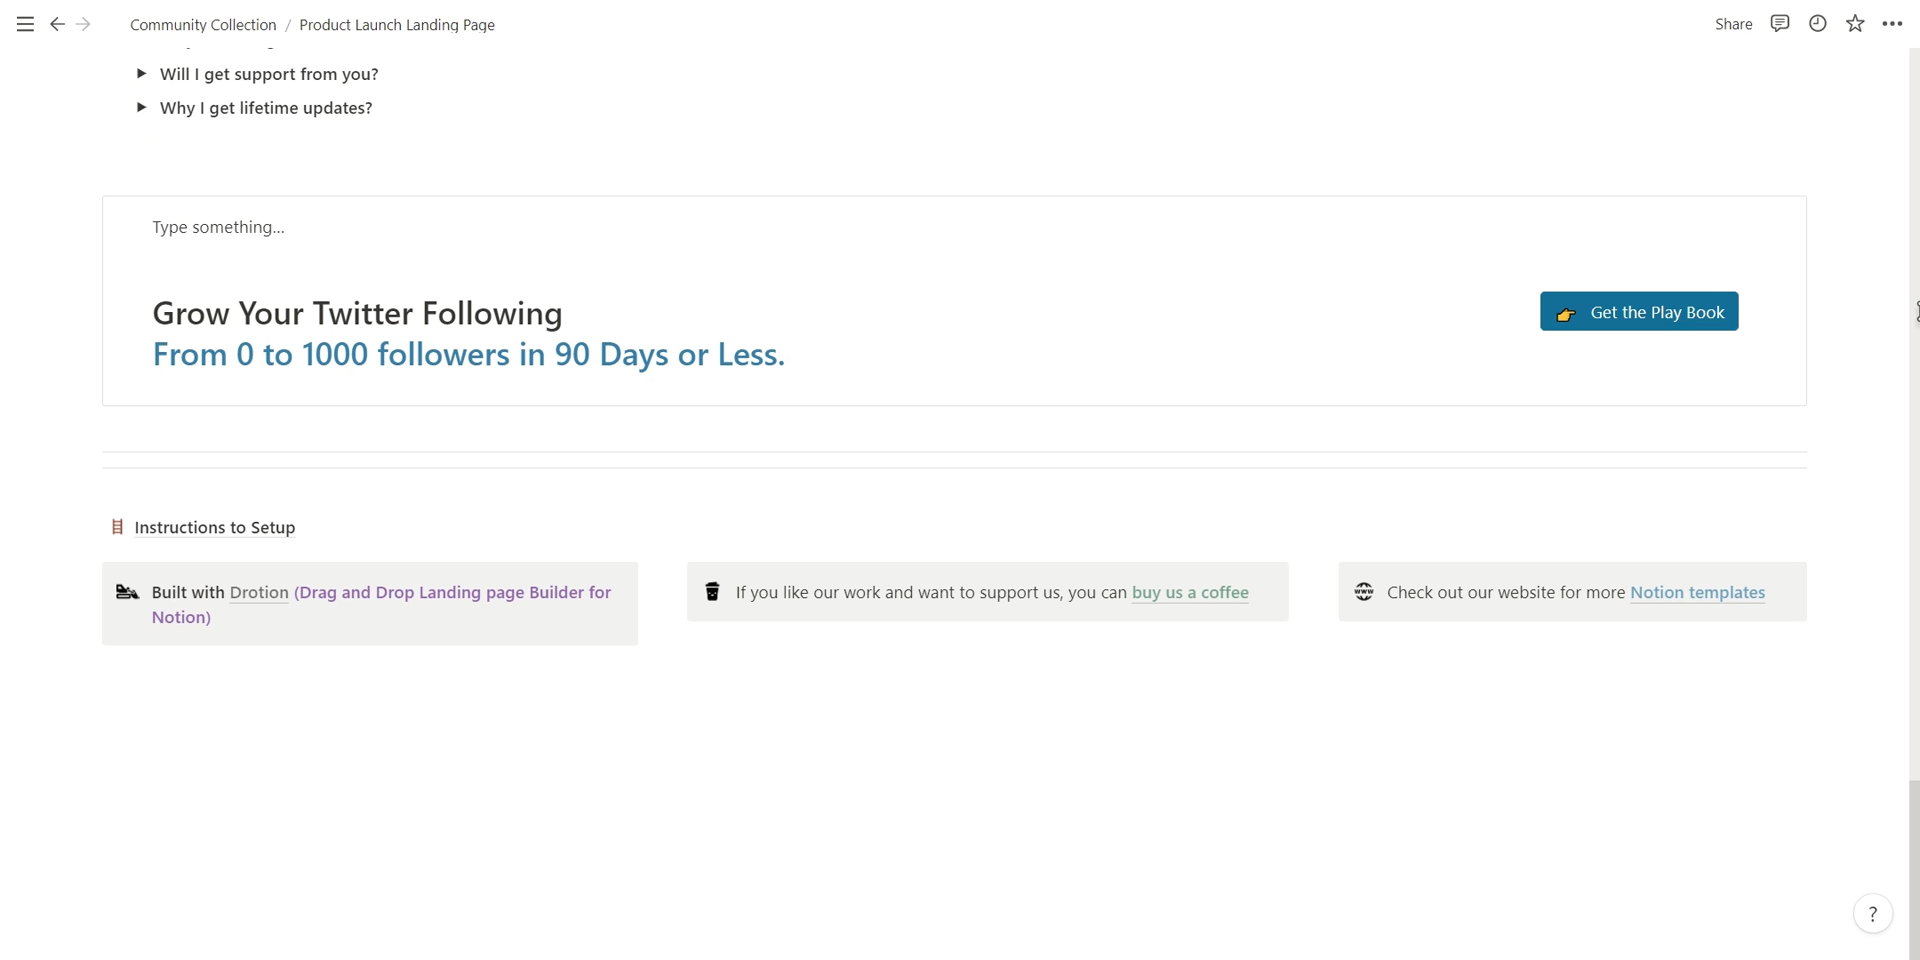 Community Collection / Product Launch Landing Page
Share
Will I get support from you?
Why I get lifetime updates?
Type something...
Grow Your Twitter Following
From 0 to 1000 followers in 90 Days or Less.
Get the Play Book
Instructions to Setup
Built with Drotion (Drag and Drop Landing page Builder for
Notion)
If you like our work and want to support us, you can buy us a coffee
WWW
Check out our website for more Notion templates
?